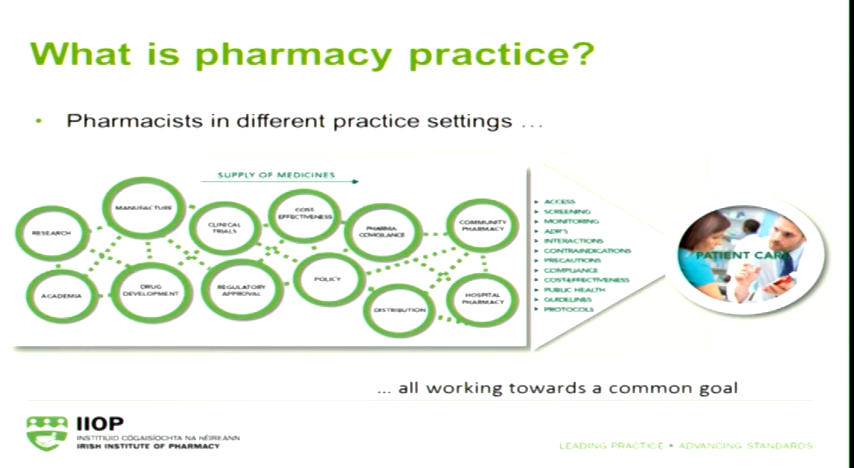 What is pharmacy practice?
• Pharmacists in different practice settings ...
SUPPLY OF MEDICINES
RESEARCH
MANUFACTURE
CLINICAL
TRIALS
COST
EFFECTIVENESS
PHARMA
COMPLIANCE
COMMUNITY
PHARMACY
ACADEMIA
DRUG
DEVELOPMENT
REGULATORY
APPROVAL
POLICY
DISTRIBUTION
HOSPITAL
PHARMACY
ACCESS
SCREENING
MONITORING
ADR'S
INTERACTIONS
CONTRAINDICATIONS
PRECAUTIONS
COMPLIANCE
COST-EFFECTIVENESS
PUBLIC HEALTH
GUIDELINES
PROTOCOLS
PATIENT CARE
... all working towards a common goal
IIOP
INSTITIÚID CÓGAISÍOCHTA NA HÉIREANN
IRISH INSTITUTE OF PHARMACY
LEADING PRACTICE • ADVANCING STANDARDS